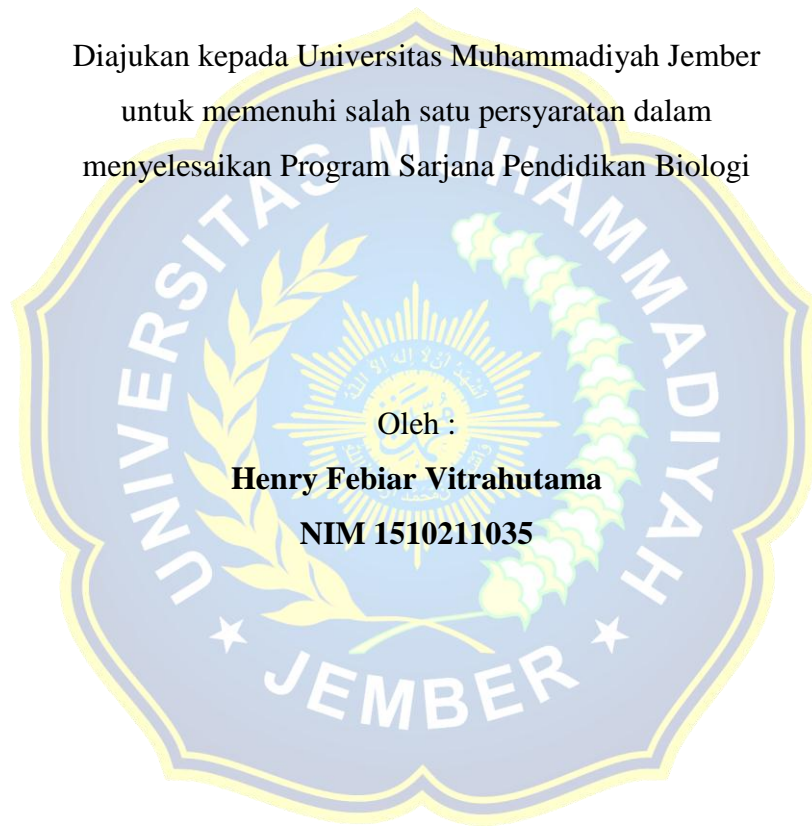 Diajukan kepada Universitas Muhammadiyah Jember
untuk memenuhi salah satu persyaratan dalam
menyelesaikan Program Sarjana Pendidikan Biologi
UNIVERSITAS MUHAMMADIYAH
Oleh :
Henry Febiar Vitrahutama
NIM 1510211035
JEMBER